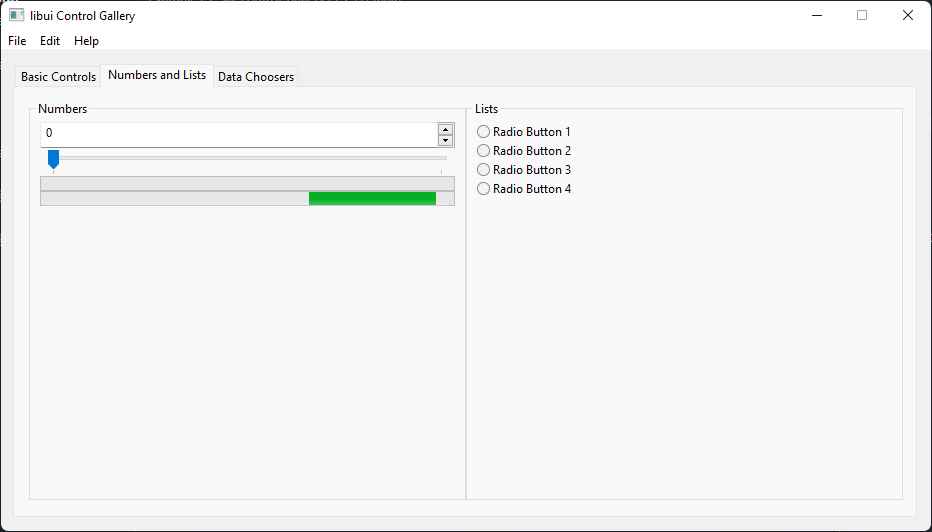 libui Control Gallery
File Edit Help
Basic Controls Numbers and Lists Data Choosers
Numbers
0
Lists
Radio Button 1
Radio Button 2
Radio Button 3
Radio Button 4